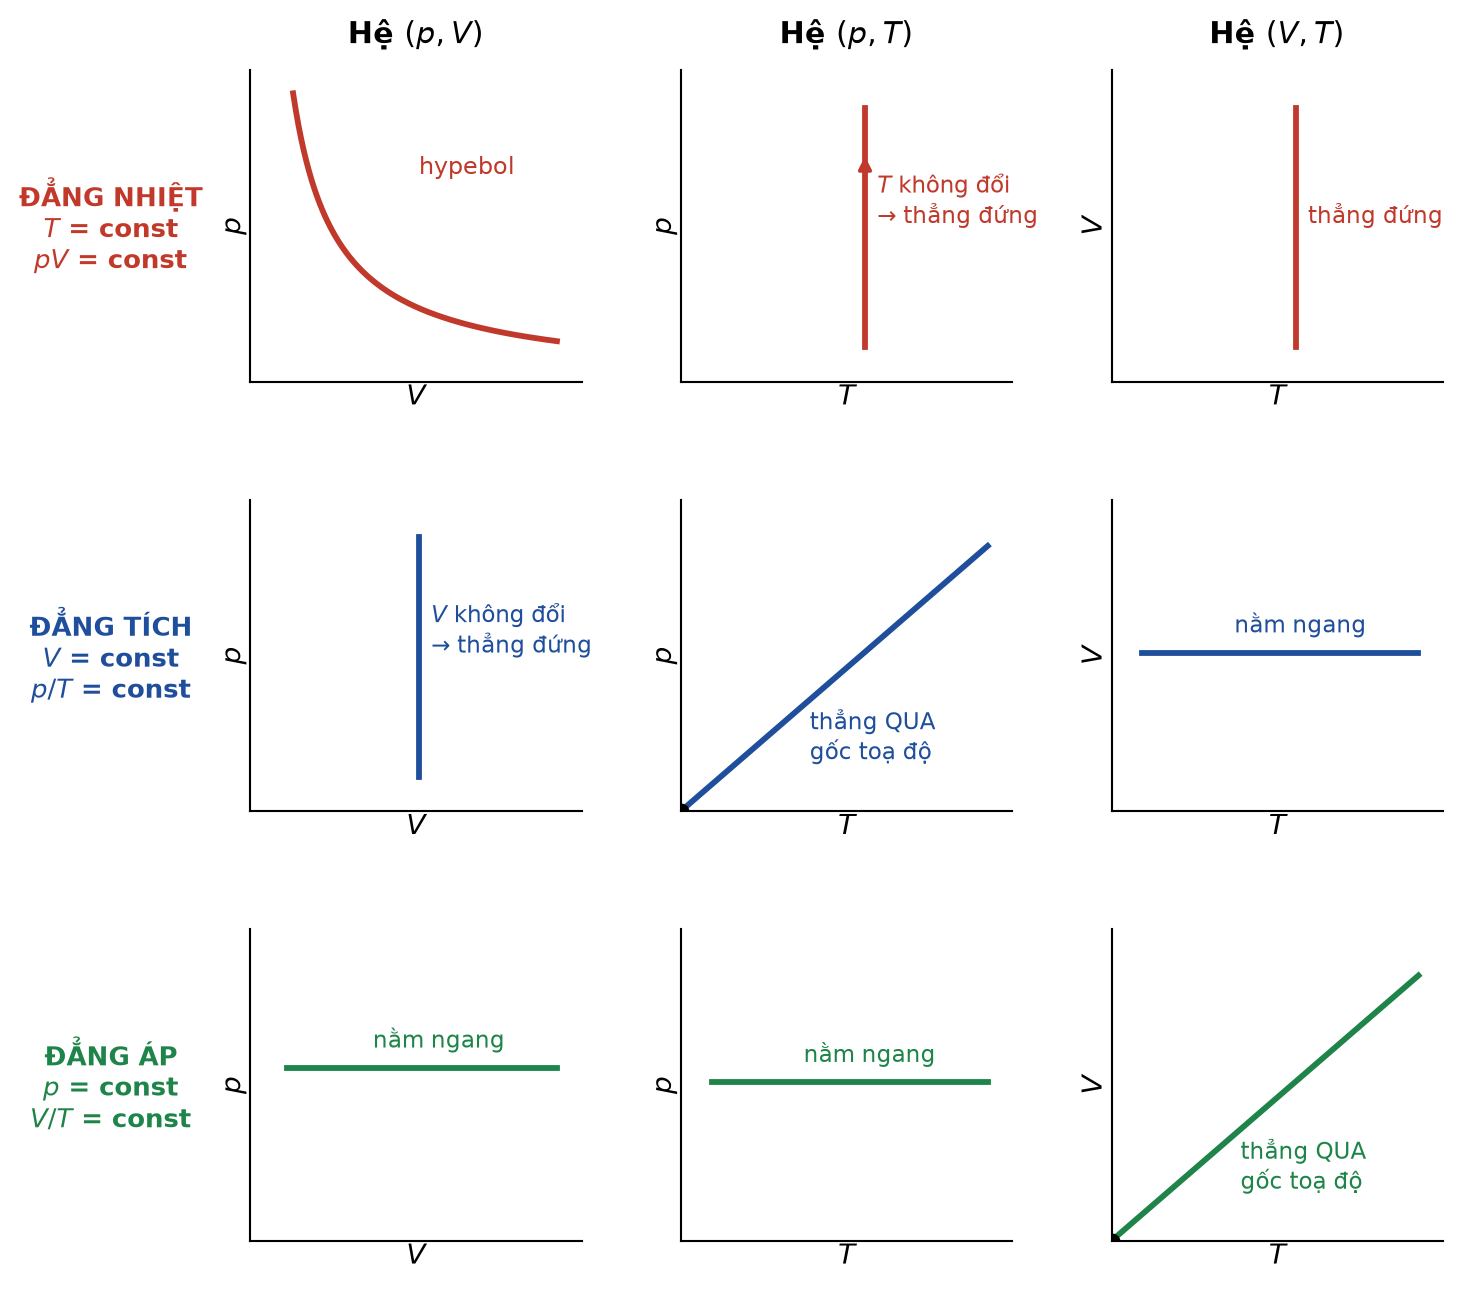 Hệ (p, V)
Hệ (p, T)
Hệ (V, T)
ĐẲNG NHIỆT
T = const
pV = const
p
hypebol
V
p
T không đổi
→ thẳng đứng
T
V
thẳng đứng
T
ĐẲNG TÍCH
V = const
p/T = const
p
V không đổi
→ thẳng đứng
V
p
thẳng QUA
gốc toạ độ
T
V
nằm ngang
T
ĐẲNG ÁP
p = const
V/T = const
p
nằm ngang
V
p
nằm ngang
T
V
thẳng QUA
gốc toạ độ
T